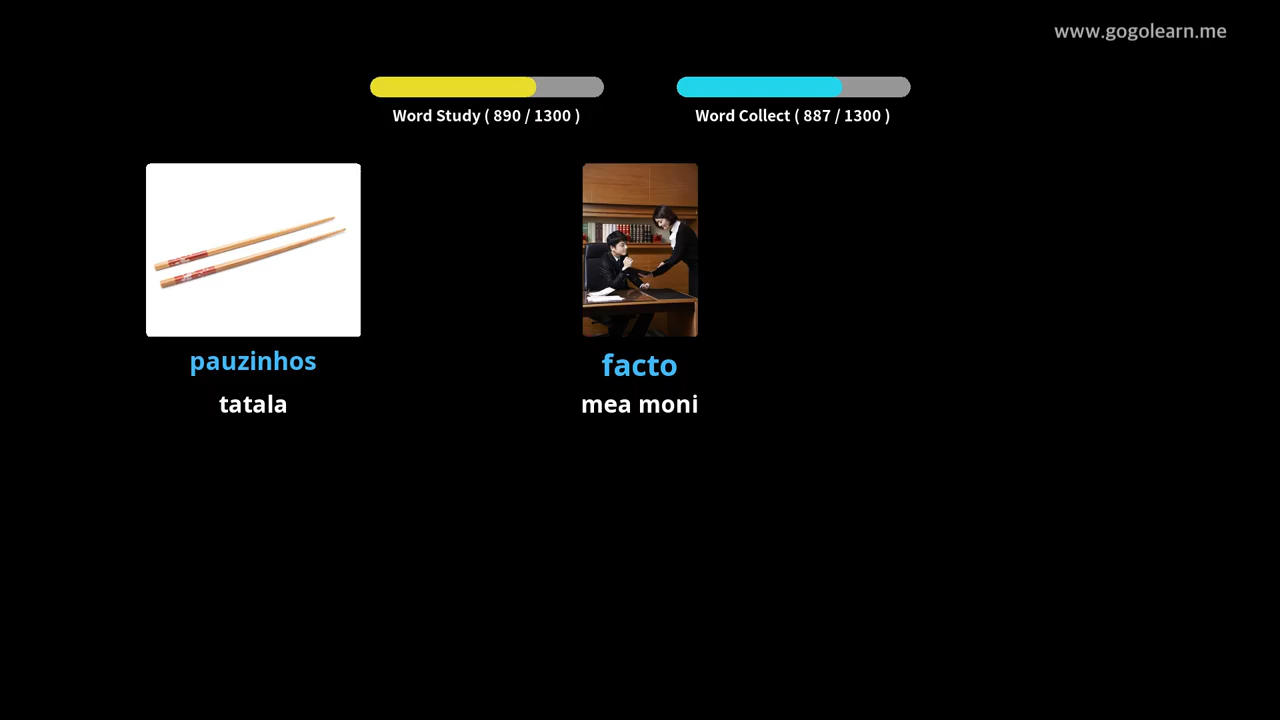 www.gogolearn.me
Word Study ( 890 / 1300 )
Word Collect ( 887 / 1300 )
pauzinhos
tatala
facto
mea moni